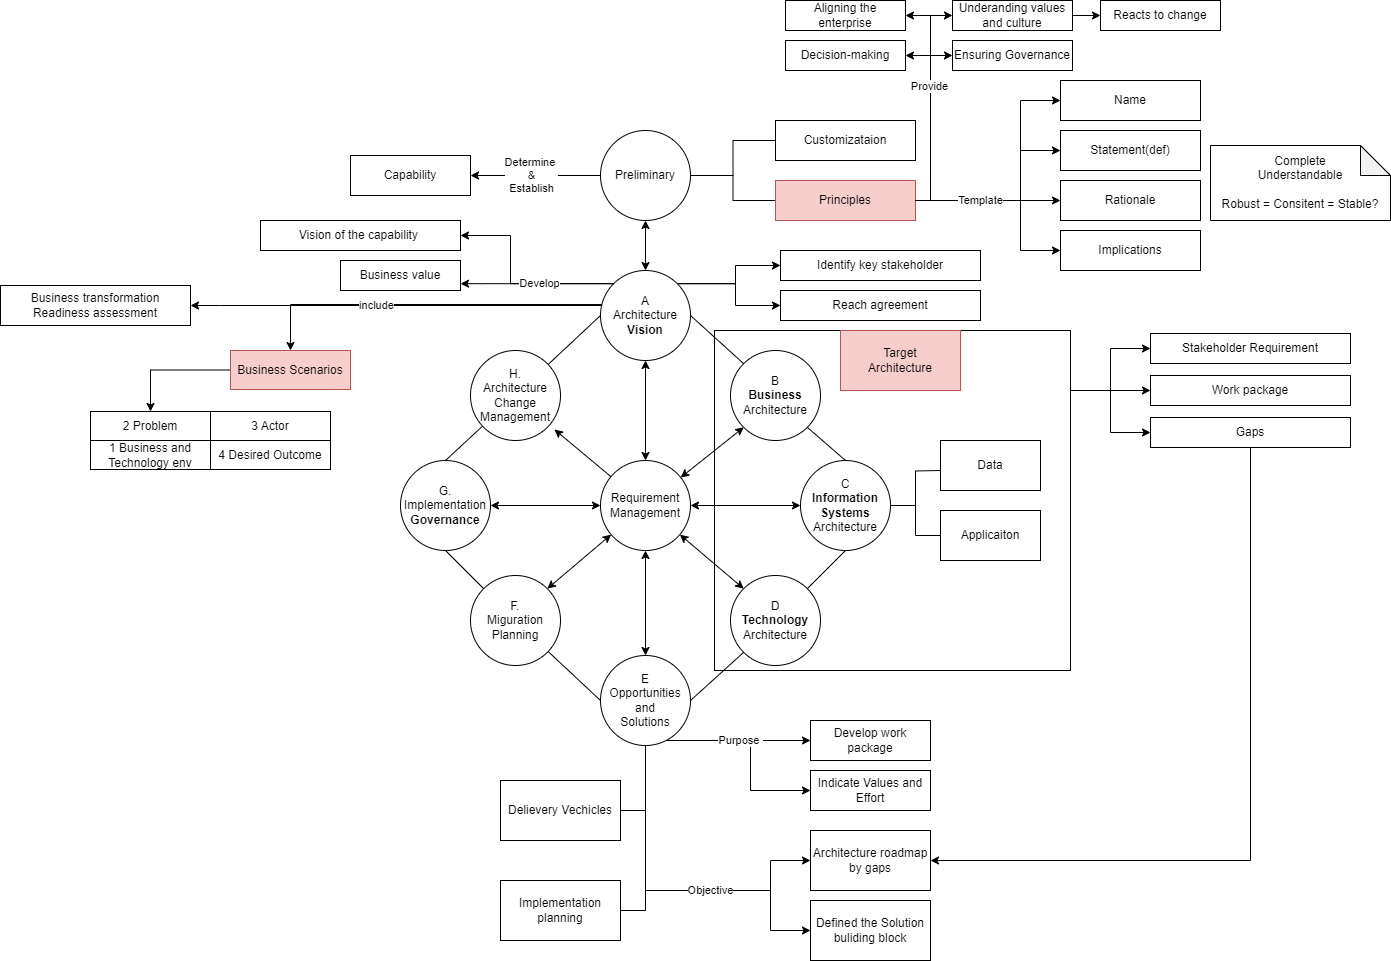 Aligning the
enterprise
Underanding values
and culture
Reacts to change
Decision-making
Ensuring Governance
Provide
Name
Customizataion
Statement(def)
Complete
Understandable
Robust = Consitent = Stable?
Capability
Determine
&
Establish
Preliminary
Principles
Template
Rationale
Vision of the capability
Implications
Business value
Develop
Identify key stakeholder
Business transformation
Readiness assessment
include
A
Architecture
Vision
Reach agreement
Business Scenarios
H.
Architecture
Change
Management
B
Business
Architecture
Target
Architecture
Stakeholder Requirement
Work package
Gaps
2 Problem
3 Actor
1 Business and
Technology env
4 Desired Outcome
G.
Implementation
Governance
Requirement
Management
C
Information
Systems
Architecture
Data
Applicaiton
F.
Miguration
Planning
D
Technology
Architecture
E
Opportunities
and
Solutions
Purpose
Develop work
package
Indicate Values and
Effort
Delievery Vechicles
Architecture roadmap
by gaps
Objective
Implementation
planning
Defined the Solution
buliding block